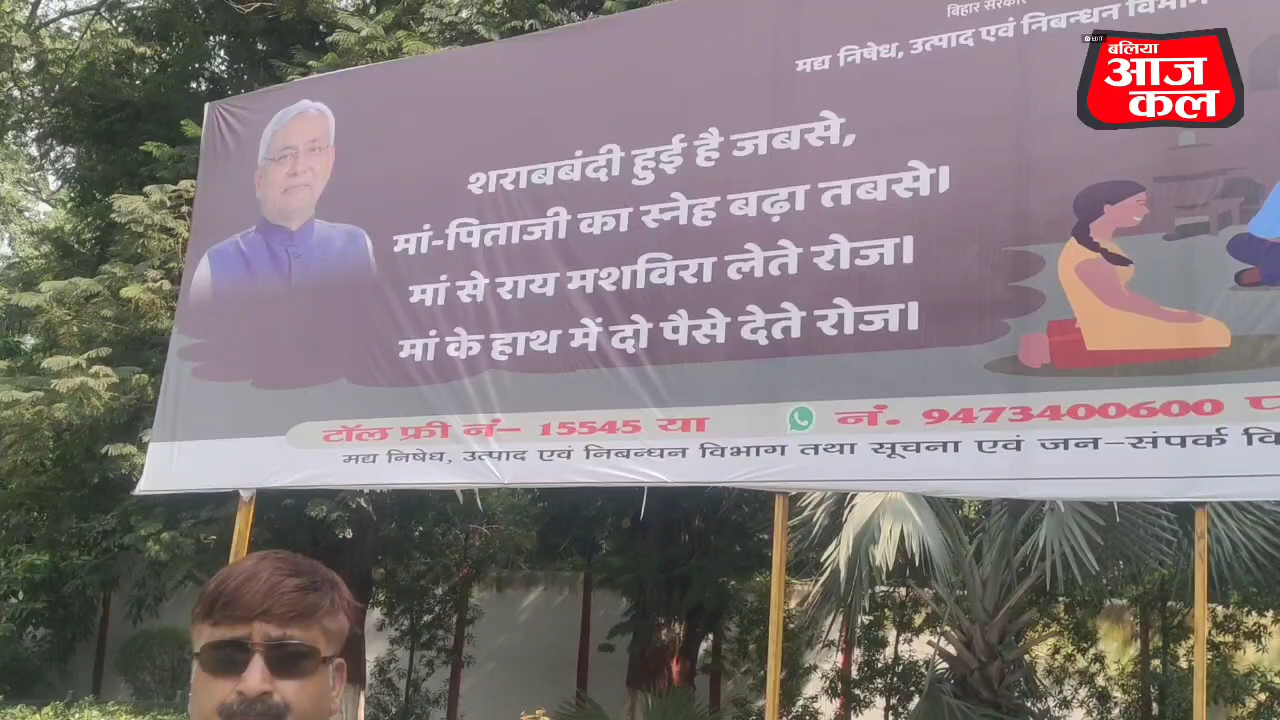 बिहार सरकार
मद्य निषेध, उत्पाद एवं निबन्धन विभाग
बलिया
आज
कल
शराबबंदी हुई है जबसे,
मां-पिताजी का स्नेह बढ़ा तबसे।
मां से राय मशविरा लेते रोज।
मां के हाथ में दो पैसे देते रोज।
टॉल फ्री नं- 15545 या नं. 9473400600
मद्य निषेध, उत्पाद एवं निबन्धन विभाग तथा सूचना एवं जन-संपर्क